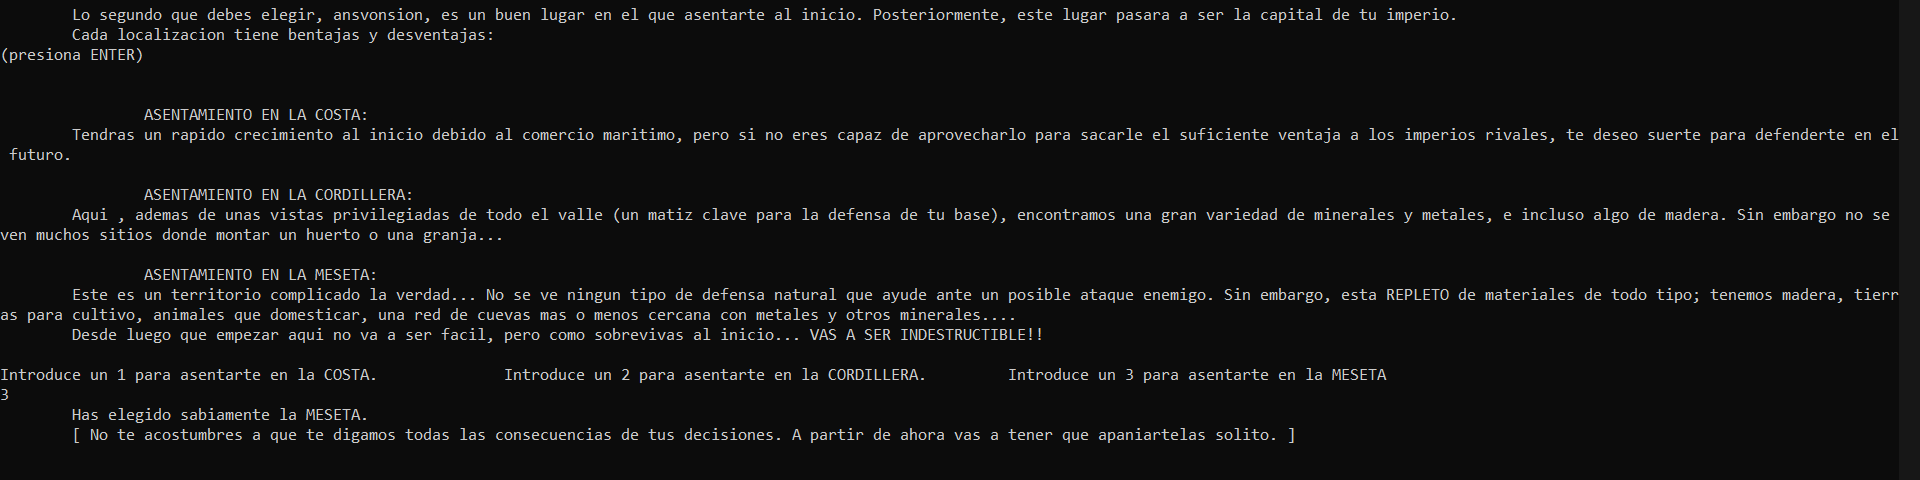 Lo segundo que debes elegir, ansvonsion, es un buen lugar en el que asentarte al inicio. Posteriormente, este lugar pasara a ser la capital de tu imperio.
Cada localizacion tiene bentajas y desventajas:
(presiona ENTER)
ASENTAMIENTO EN LA COSTA:
Tendras un rapido crecimiento al inicio debido al comercio maritimo, pero si no eres capaz de aprovecharlo para sacarle el suficiente ventaja a los imperios rivales, te deseo suerte para defenderte en el
futuro.
ASENTAMIENTO EN LA CORDILLERA:
Aqui , ademas de unas vistas privilegiadas de todo el valle (un matiz clave para la defensa de tu base), encontramos una gran variedad de minerales y metales, e incluso algo de madera. Sin embargo no se
ven muchos sitios donde montar un huerto o una granja...
ASENTAMIENTO EN LA MESETA:
Este es un territorio complicado la verdad... No se ve ningun tipo de defensa natural que ayude ante un posible ataque enemigo. Sin embargo, esta REPLETO de materiales de todo tipo; tenemos madera, tierr
as para cultivo, animales que domesticar, una red de cuevas mas o menos cercana con metales y otros minerales....
Desde luego que empezar aqui no va a ser facil, pero como sobrevivas al inicio... VAS A SER INDESTRUCTIBLE!!
Introduce un 1 para asentarte en la COSTA. Introduce un 2 para asentarte en la CORDILLERA. Introduce un 3 para asentarte en la MESETA
3
Has elegido sabiamente la MESETA.
[ No te acostumbres a que te digamos todas las consecuencias de tus decisiones. A partir de ahora vas a tener que apaniartelas solito. ]